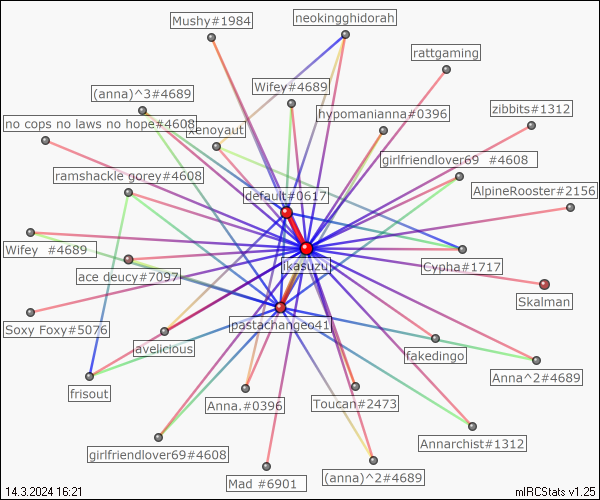 Mushy#1984
neokingghidorah
rattgaming
(anna)^3#4689
Wifey#4689
hypomanianna#0396
zibbits#1312
no cops no laws no hope#4608
xenoyaut
girlfriendlover69 #4608
ramshackle gorey#4608
default#0617
AlpineRooster#2156
Wifey #4689
ikasuzu
Cypha#1717
ace deucy#7097
Skalman
Soxy Foxy#5076
pastachangeo41
avelicious
fakedingo
Anna^2#4689
frisout
Anna.#0396
Toucan#2473
Annarchist#1312
girlfriendlover69#4608
Mad #6901
(anna)^2#4689
14.3.2024 16:21
mIRCStats v1.25